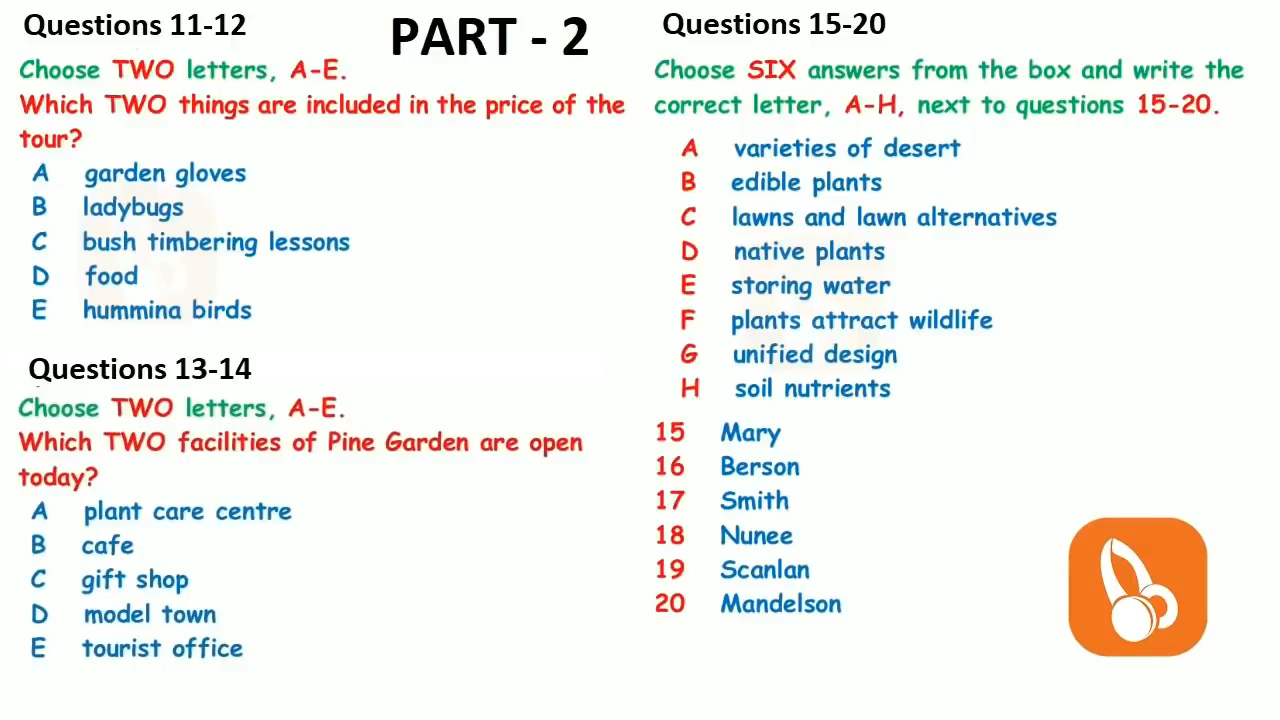 Questions 11-12
PART - 2
Choose TWO letters, A-E.
Which TWO things are included in the price of the
tour?
A garden gloves
B ladybugs
C bush timbering lessons
D food
E hummina birds
Questions 13-14
Choose TWO letters, A-E.
Which TWO facilities of Pine Garden are open
today?
A plant care centre
B cafe
C gift shop
D model town
E tourist office
Questions 15-20
Choose SIX answers from the box and write the
correct letter, A-H, next to questions 15-20.
A varieties of desert
B edible plants
C lawns and lawn alternatives
D native plants
E storing water
F plants attract wildlife
G unified design
H soil nutrients
15 Mary
16 Berson
17 Smith
18 Nunee
19 Scanlan
20 Mandelson